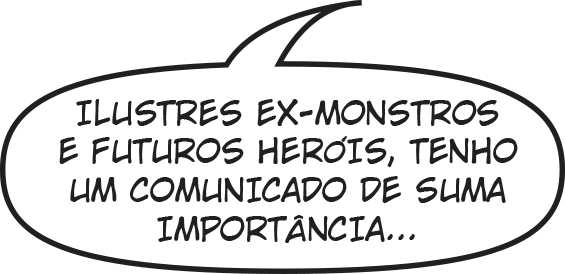 ILUSTRES EX-MONSTROS
E FUTUROS HERÓIS, TENHO
UM COMUNICADO DE SUMA
IMPORTÂNCIA...